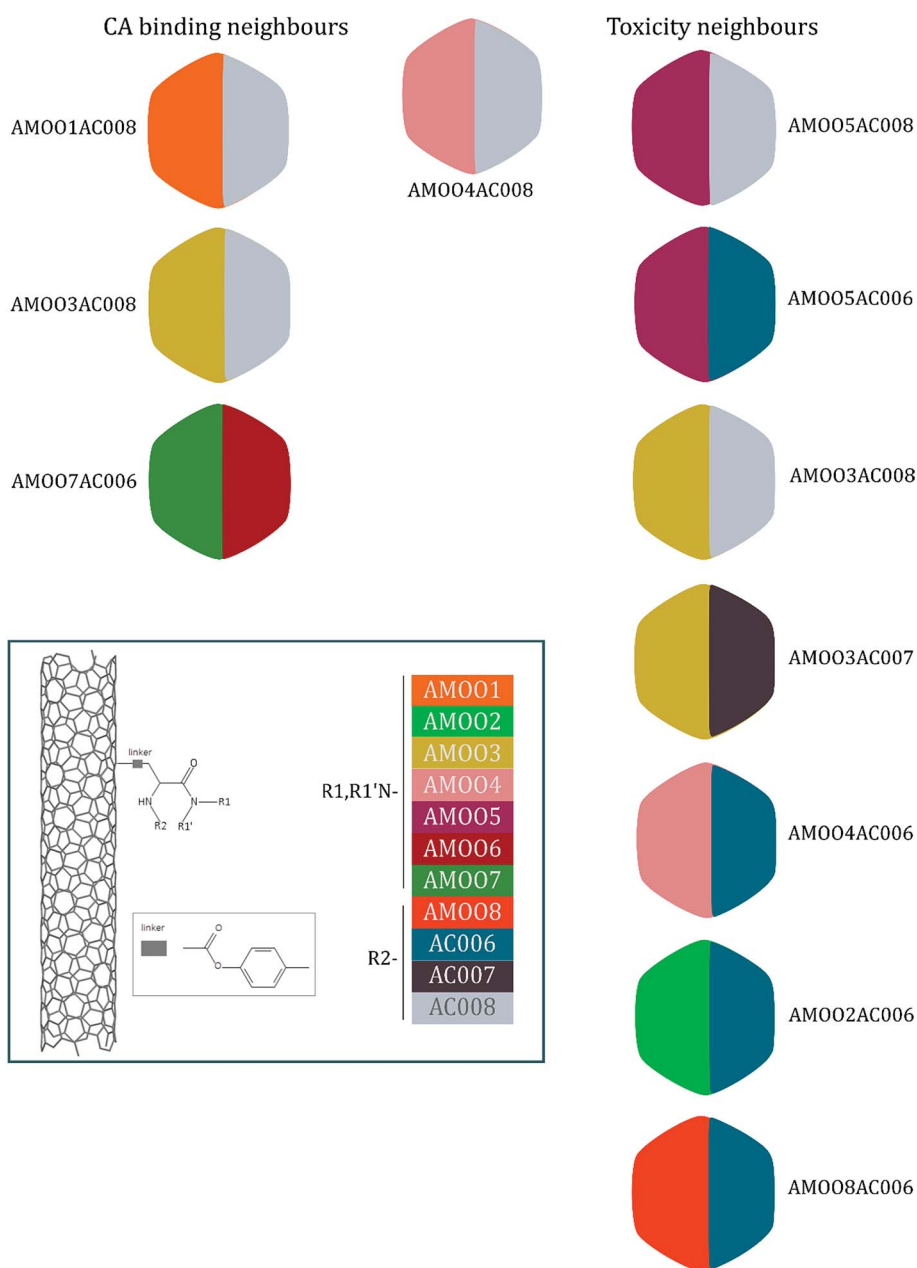 CA binding neighbours
Toxicity neighbours
AMOO1AC008
AMOO4AC008
AMOO5AC008
AMOO3AC008
AMOO5AC006
AMOO7AC006
AMOO3AC008
AMOO3AC007
AMOO4AC006
AMOO2AC006
AMOO8AC006
linker
O
HN
N
R1
R2
R1'
linker
O
O
R1,R1'N-
AMOO1
AMOO2
AMOO3
AMOO4
AMOO5
AMOO6
AMOO7
R2-
AMOO8
AC006
AC007
AC008